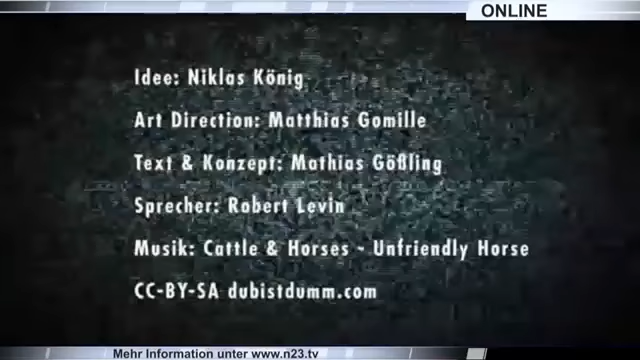 ONLINE
Idee: Niklas König
Art Direction: Matthias Gomille
Text & Konzept: Mathias Gößling
Sprecher: Robert Levin
Musik: Cattle & Horses - Unfriendly Horse
CC-BY-SA dubistdumm.com
Mehr Information unter www.n23.tv